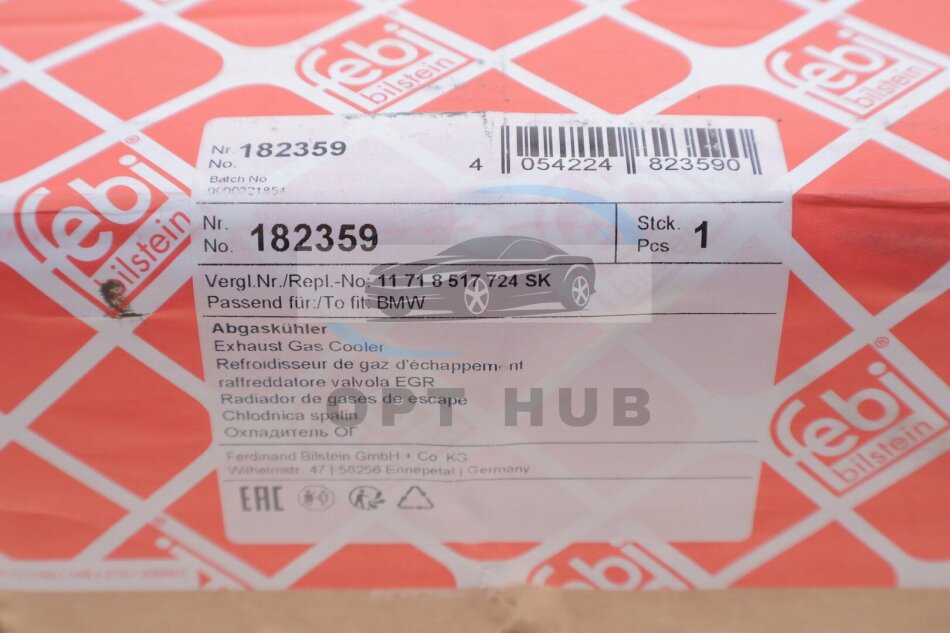 febi
bilstein
febi
bilstein
Nr. 182359
No.
Batch No
4 054224 823590
febi
bilstein
Nr.
No. 182359
Stck.
Pcs 1
Vergl.Nr./Repl.-No: 11 71 8 517 724 SK
Passend für:/To fit: BMW
Abgaskühler
Exhaust Gas Cooler
Refroidisseur de gaz d'échappement
raffreddatore valvola EGR
Radiador de gases de escape
Chłodnica spalin
Охладитель ОГ
OPT HUB
Ferdinand Bilstein GmbH + Co. KG
Wilhelmstr. 47 | 58256 Ennepetal | Germany
EAC
febi
bilstein
febi